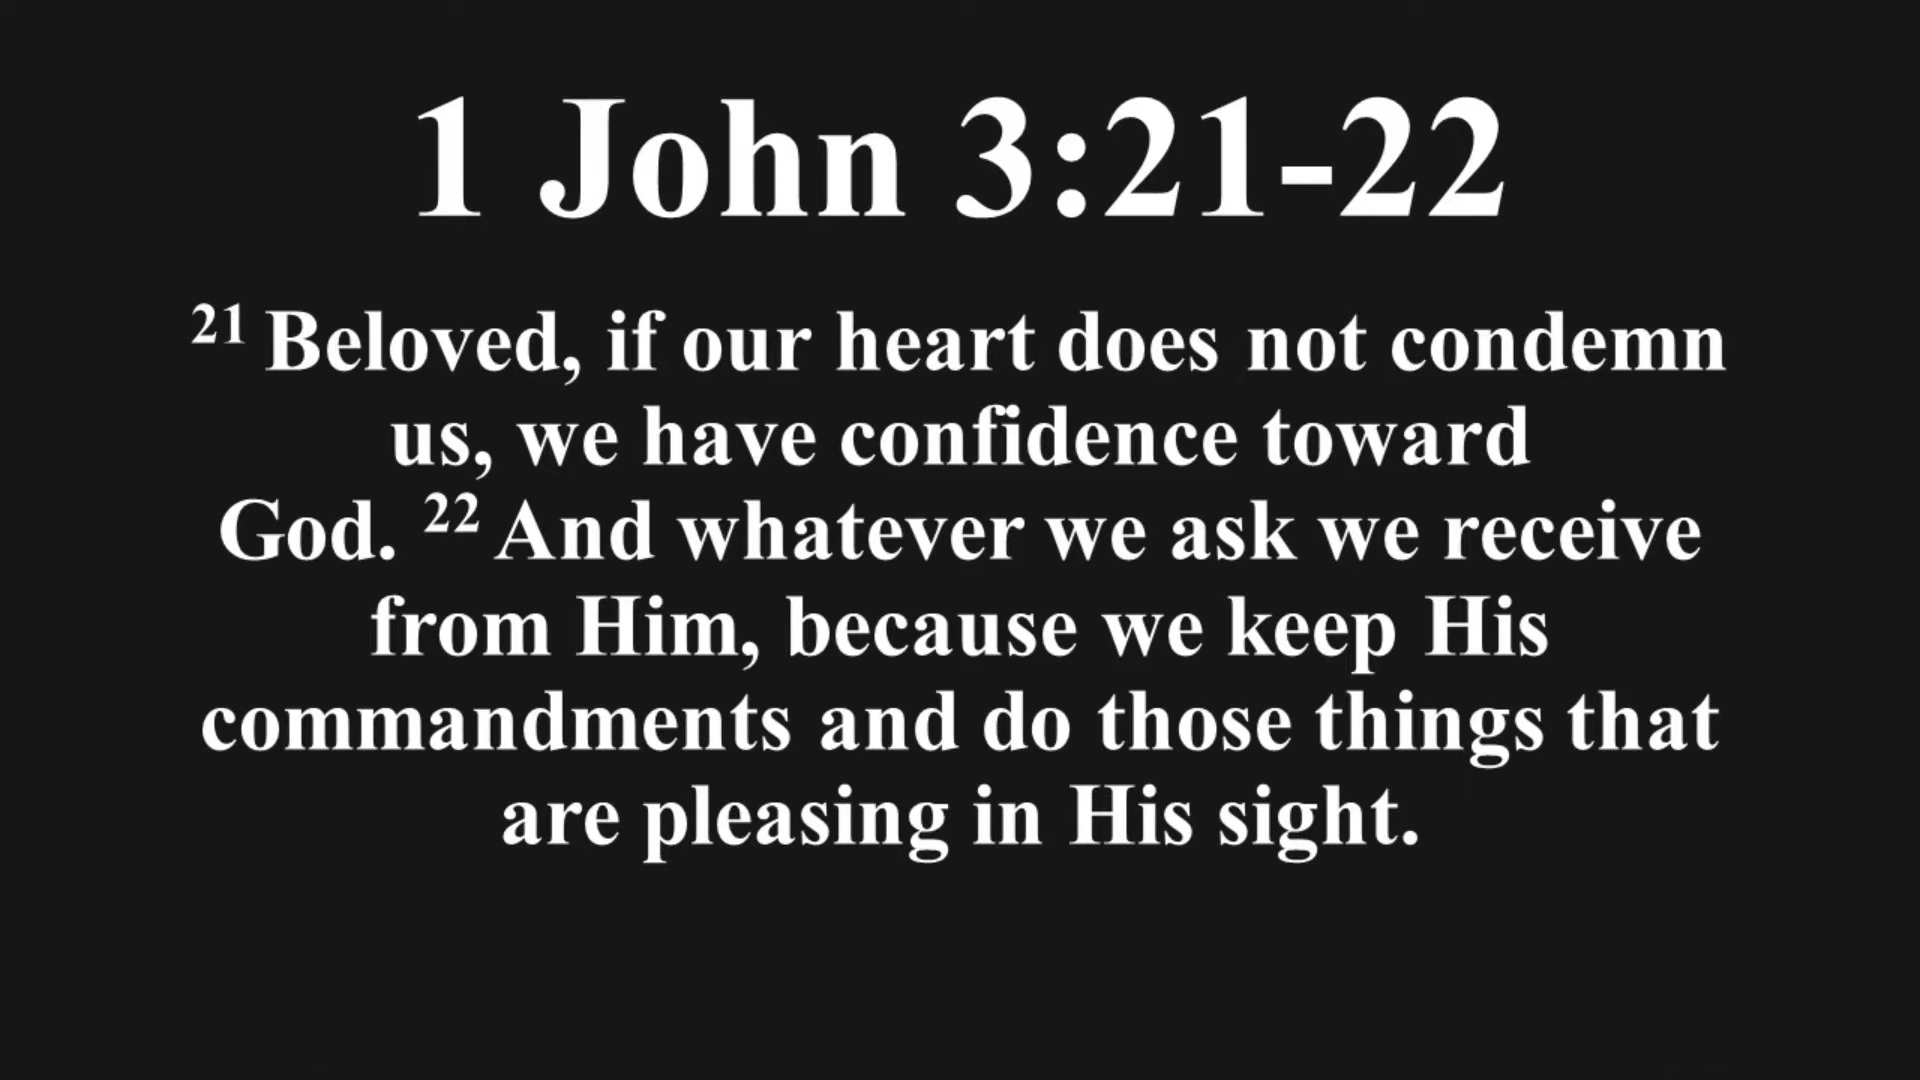 1 John 3:21-22
21 Beloved, if our heart does not condemn
us, we have confidence toward
God. 22 And whatever we ask we receive
from Him, because we keep His
commandments and do those things that
are pleasing in His sight.